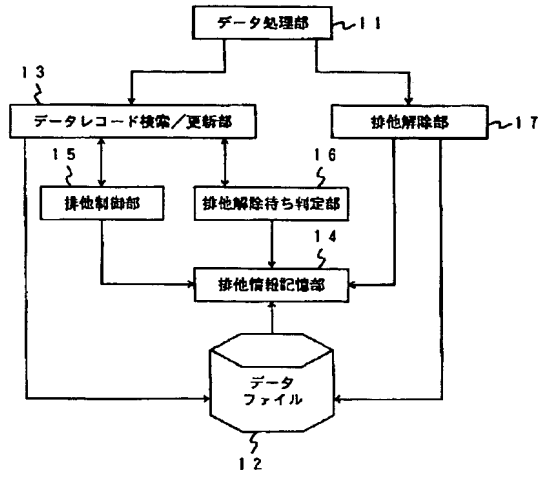 データ処理部
11
13
データレコード検索／更新部
排他解除部
17
15
16
排他制御部
排他解除待ち判定部
14
排他情報記憶部
データ
ファイル
12